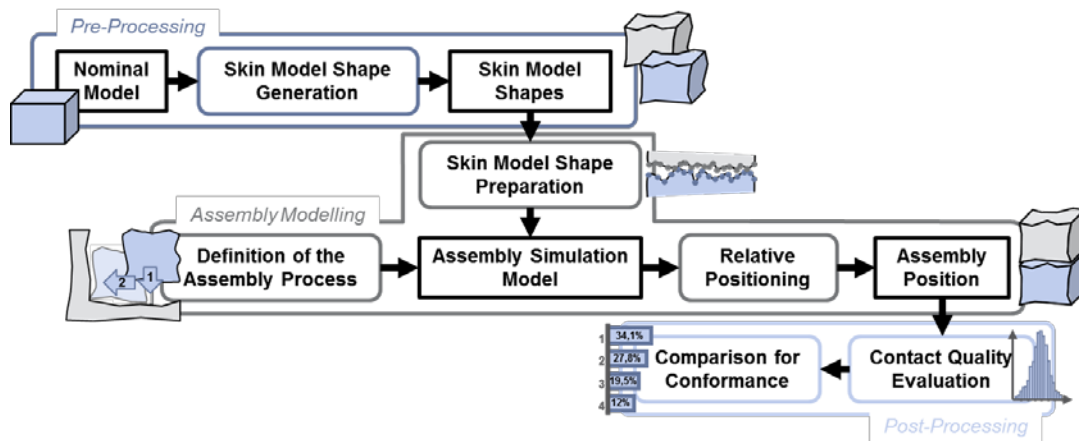 Pre-Processing
Nominal
Model
Skin Model Shape
Generation
Skin Model
Shapes
Skin Model Shape
Preparation
Assembly Modelling
2
1
Definition of the
Assembly Process
Assembly Simulation
Model
Relative
Positioning
Assembly
Position
1
34,1%
2
27,8%
3
19,5%
4
12%
Comparison for
Conformance
Contact Quality
Evaluation
Post-Processing